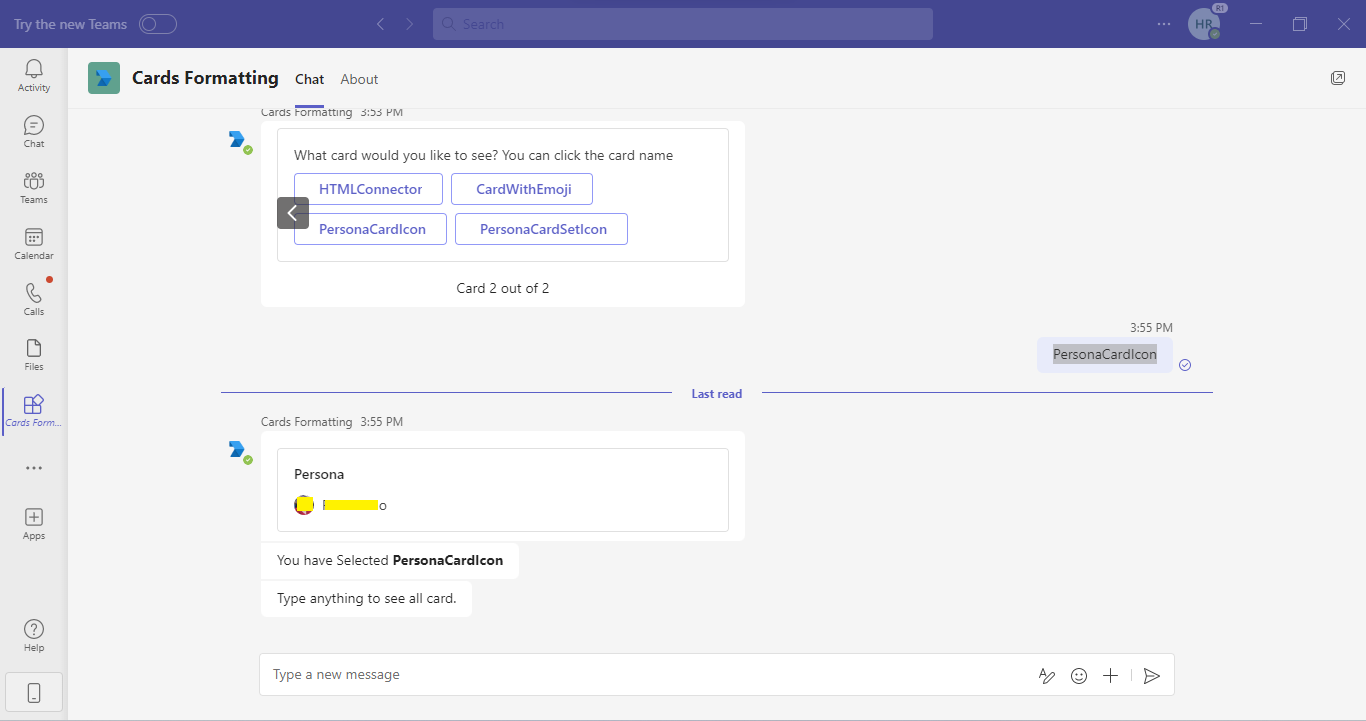 Try the new Teams
Search
HR
R1
Activity
Chat
Teams
Calendar
Calls
Files
Cards Form...
Apps
Help
Cards Formatting Chat About
Cards Formatting 3:53 PM
What card would you like to see? You can click the card name
HTMLConnector CardWithEmoji
PersonaCardIcon PersonaCardSetIcon
Card 2 out of 2
3:55 PM
PersonaCardIcon
Last read
Cards Formatting 3:55 PM
Persona
You have Selected PersonaCardIcon
Type anything to see all card.
Type a new message